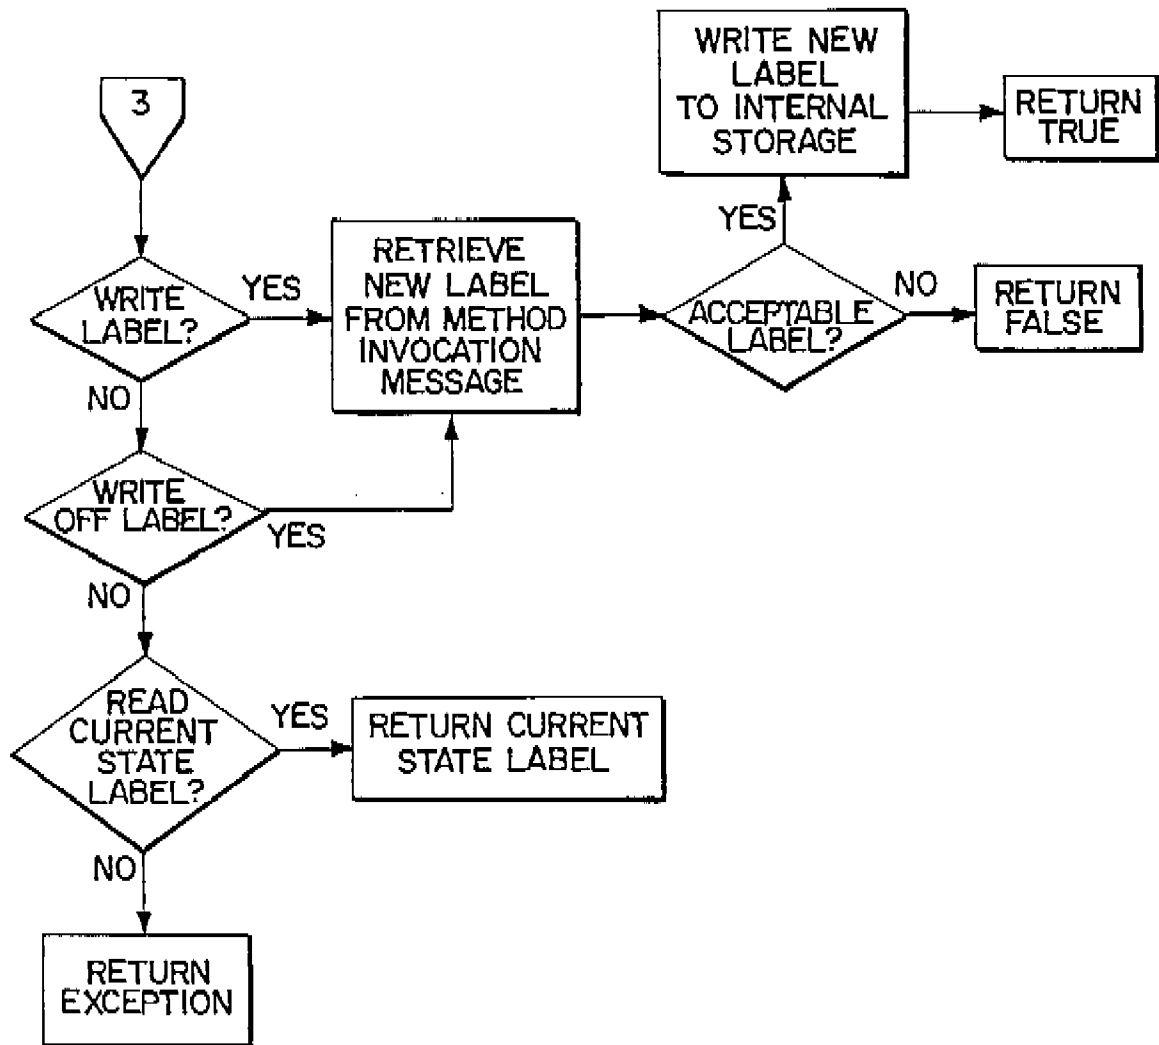 3
WRITE NEW
LABEL
TO INTERNAL
STORAGE
RETURN
TRUE
YES
WRITE
LABEL?
YES
RETRIEVE
NEW LABEL
FROM METHOD
INVOCATION
MESSAGE
ACCEPTABLE
LABEL?
NO
RETURN
FALSE
NO
WRITE
OFF LABEL?
YES
NO
READ
CURRENT
STATE
LABEL?
YES
RETURN CURRENT
STATE LABEL
NO
RETURN
EXCEPTION